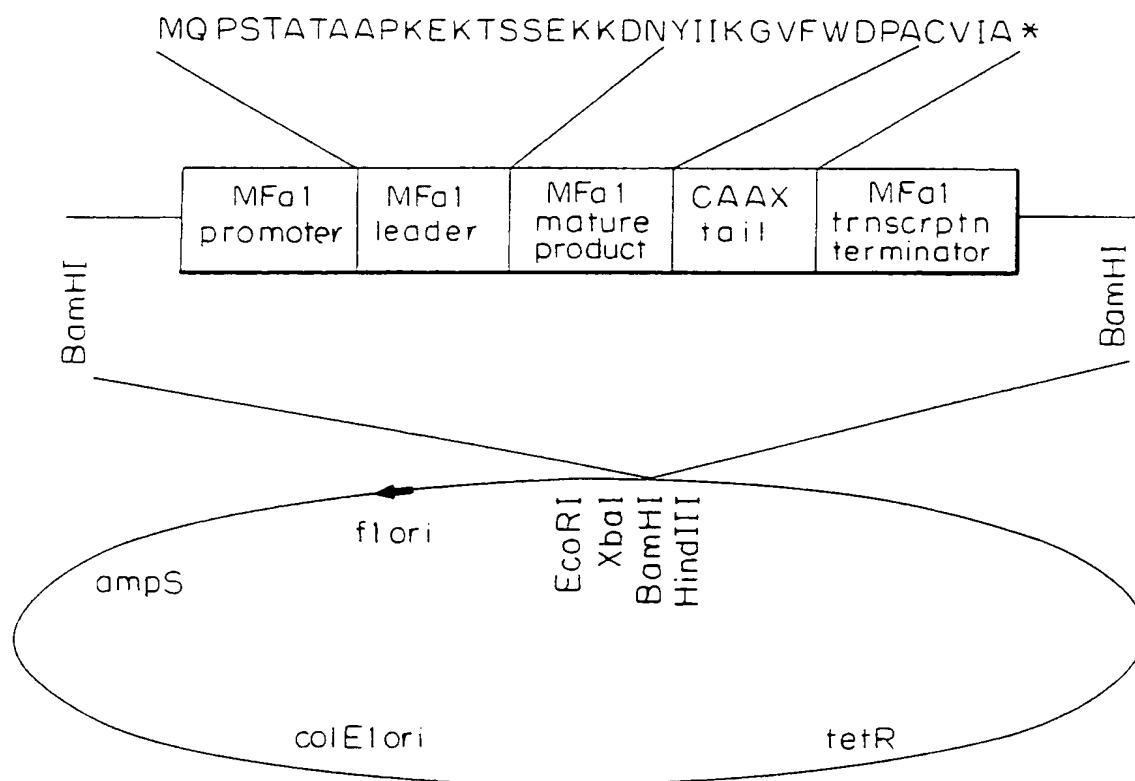 MQPSTATAAPKEKTSSEKKDNYIIKGVFWDPACVIA*
MFa1
promoter
MFa1
leader
MFa1
mature
product
CAAX
tail
MFa1
trnscrptn
terminator
BamHI
BamHI
EcoRI
XbaI
BamHI
HindIII
f1ori
ampS
colE1ori
tetR